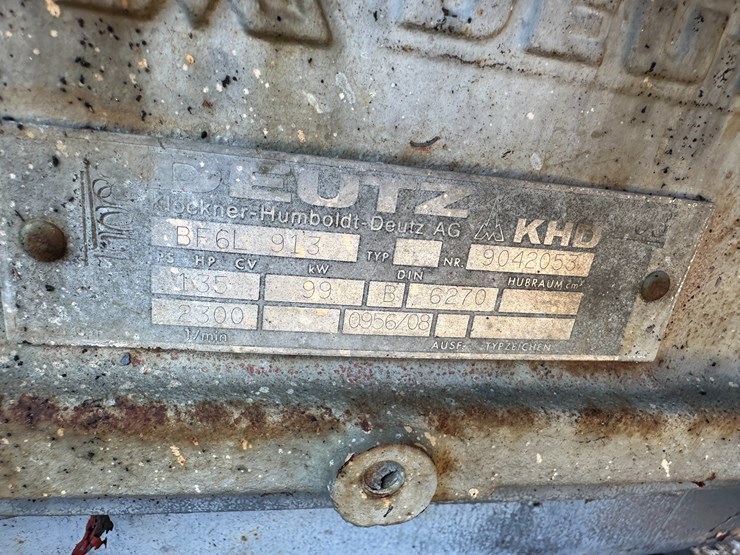 DEUTZ
Klöckner-Humboldt-Deutz AG KHD
BF6L 913 TYP NR. 9042053
PS HP CV kW DIN HUBRAUM cm³
135 99 B 6270
2300 0956/08
1/min AUSF. TYPZEICHEN